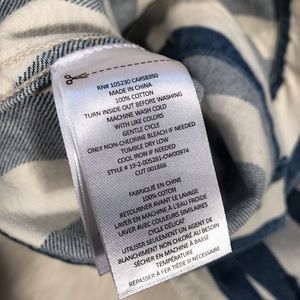 RN# 105230 CA#58350
MADE IN CHINA
100% COTTON
TURN INSIDE OUT BEFORE WASHING
MACHINE WASH COLD
WITH LIKE COLORS
GENTLE CYCLE
ONLY NON-CHLORINE BLEACH IF NEEDED
TUMBLE DRY LOW
COOL IRON IF NEEDED
STYLE # 19-2-005281-OW0074
CUT 001866
FABRIQUÉ EN CHINE
100% COTON
RETOURNER AVANT LE LAVAGE
LAVER EN MACHINE À L'EAU FROIDE
LAVER AVEC COULEURS SIMILAIRES
CYCLE DÉLICAT
UTILISER SEULEMENT UN AGENT DE
BLANCHIMENT NON CHLORÉ AU BESOIN
SÉCHER EN MACHINE À BASSE
TEMPÉRATURE
REPASSER À FER TIÈDE SI NÉCESSAIRE